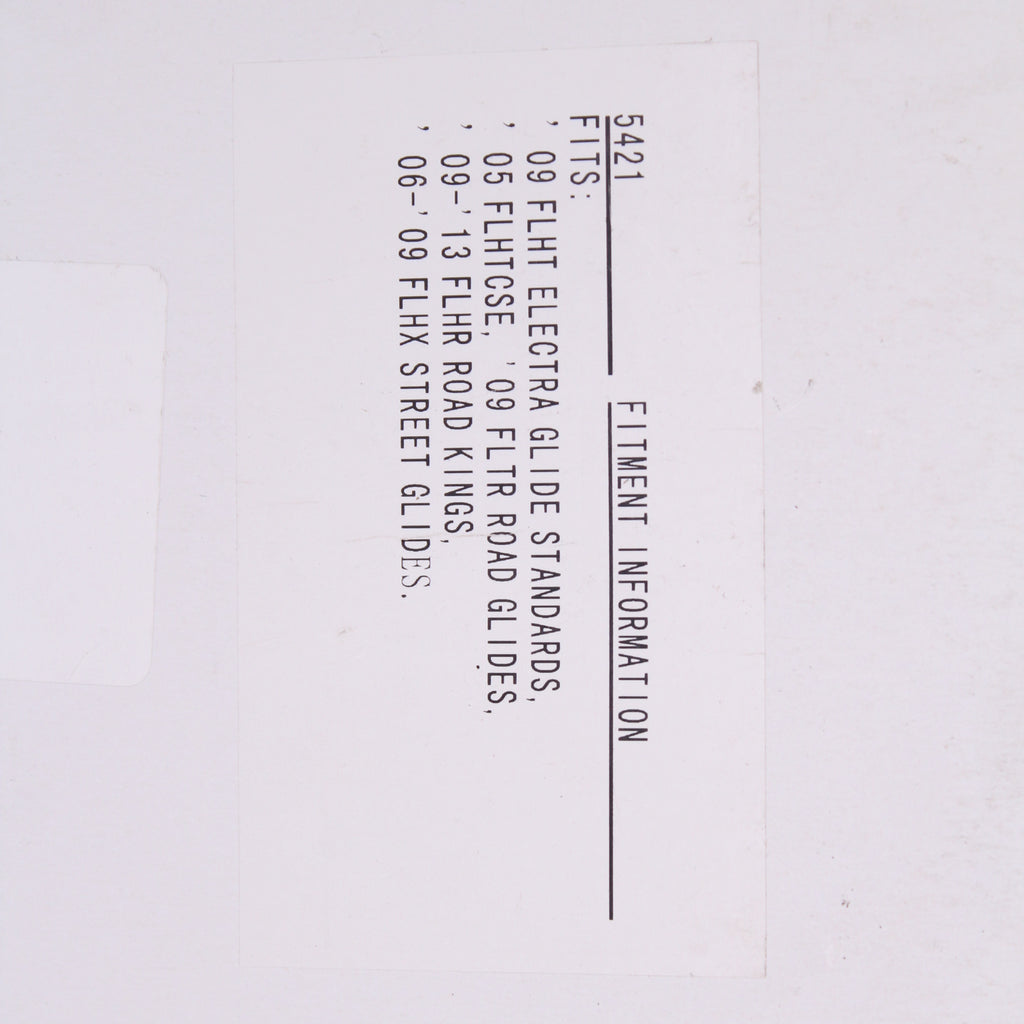 5421 FITMENT INFORMATION
FITS:
’09 FLHT ELECTRA GLIDE STANDARDS,
’05 FLHTCSE, '09 FLTR ROAD GLIDES,
’09-'13 FLHR ROAD KINGS,
’06-'09 FLHX STREET GLIDES.